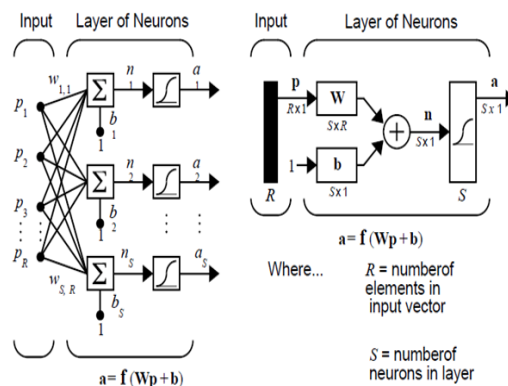 Input Layer of Neurons
w1,1 n1 a1
p1 Σ
b1
1
p2 n2 a2
Σ
p3 b2
1
pR nS aS
Σ
wS, R bS
1
a= f (Wp+b)
Input Layer of Neurons
p a
Rx1 W n Sx1
SxR + Sx1
1 b
R Sx1 S
a= f (Wp+b)
Where... R = numberof
elements in
input vector
S = numberof
neurons in layer